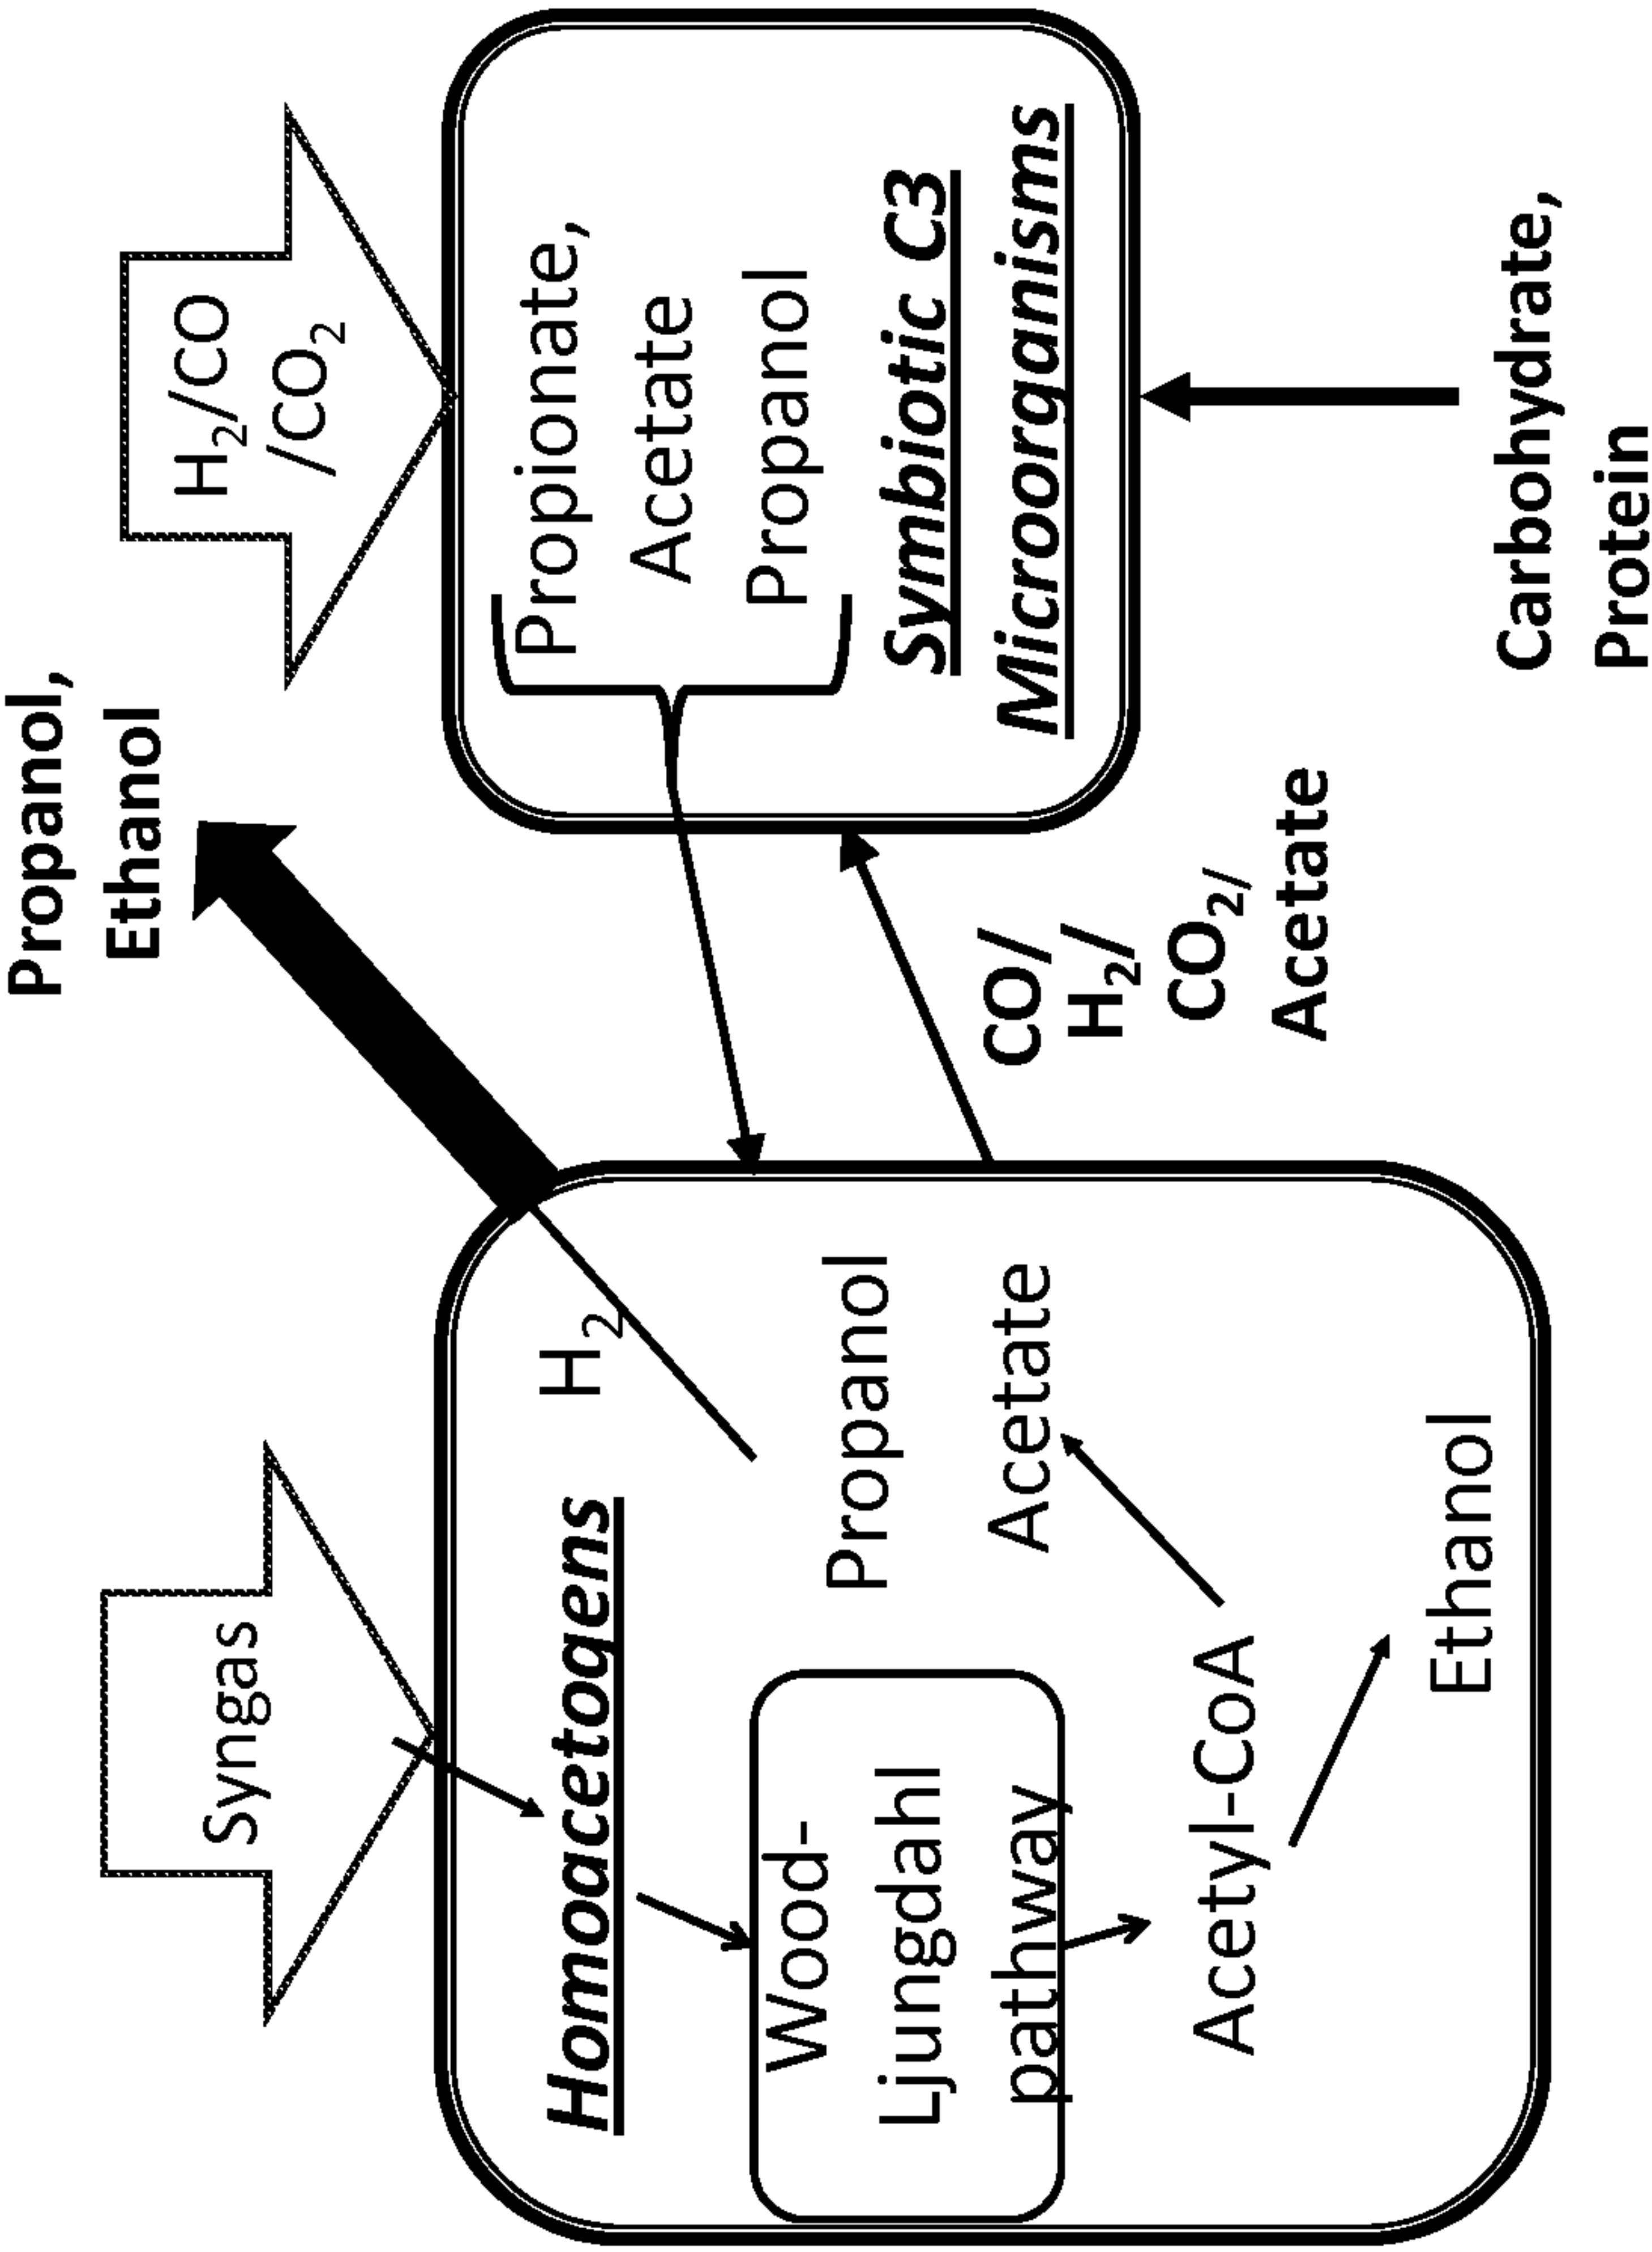 Syngas
Homoacetogens
H2
Wood-
Ljungdahl
pathway
Propanol
Acetate
Acetyl-CoA
Ethanol
Propanol,
Ethanol
H2/CO
/CO2
Propionate,
Acetate
Propanol
Symbiotic C3
Microorganisms
CO/
H2/
CO2/
Acetate
Carbohydrate,
Protein